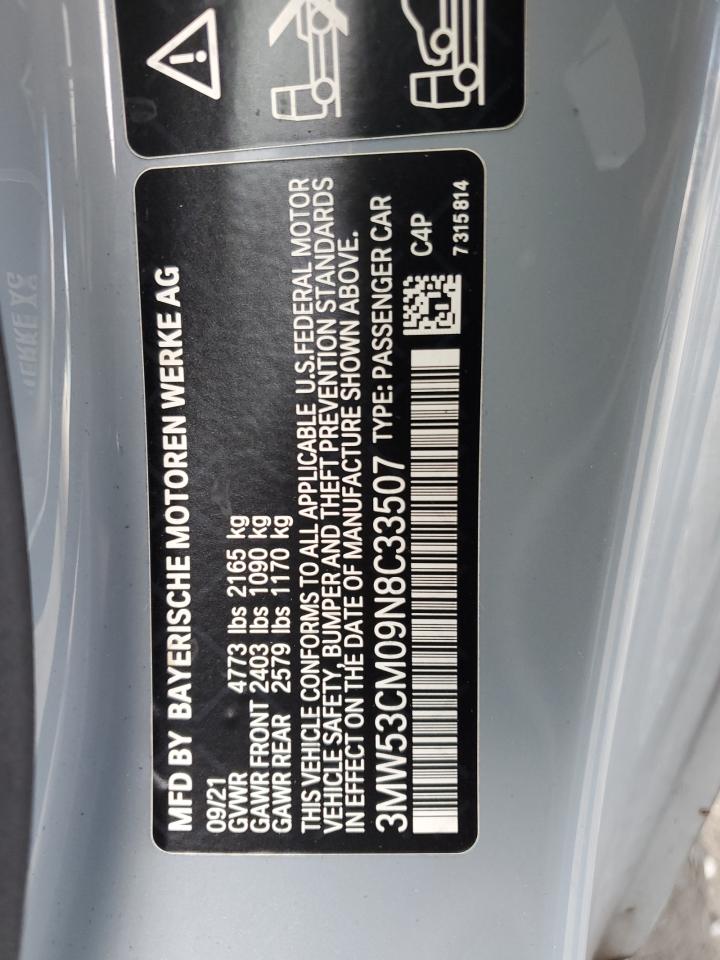 MFD BY BAYERISCHE MOTOREN WERKE AG
09/21
GVWR 4773 lbs 2165 kg
GAWR FRONT 2403 lbs 1090 kg
GAWR REAR 2579 lbs 1170 kg
THIS VEHICLE CONFORMS TO ALL APPLICABLE U.S.FEDERAL MOTOR
VEHICLE SAFETY, BUMPER AND THEFT PREVENTION STANDARDS
IN EFFECT ON THE DATE OF MANUFACTURE SHOWN ABOVE.
3MW53CM09N8C33507 TYPE: PASSENGER CAR
C4P
7 315 814